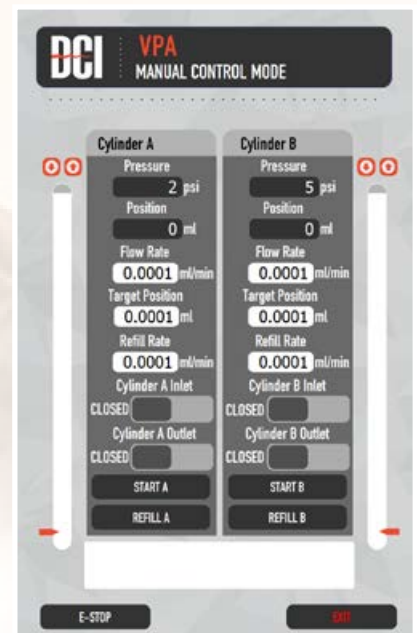 DCI VPA
MANUAL CONTROL MODE
Cylinder A Cylinder B
Pressure Pressure
2 psi 5 psi
Position Position
0 ml 0 ml
Flow Rate Flow Rate
0.0001 ml/min 0.0001 ml/min
Target Position Target Position
0.0001 ml 0.0001 ml
Refill Rate Refill Rate
0.0001 ml/min 0.0001 ml/min
Cylinder A Inlet Cylinder B Inlet
CLOSED CLOSED
Cylinder A Outlet Cylinder B Outlet
CLOSED CLOSED
START A START B
REFILL A REFILL B
E-STOP EXIT